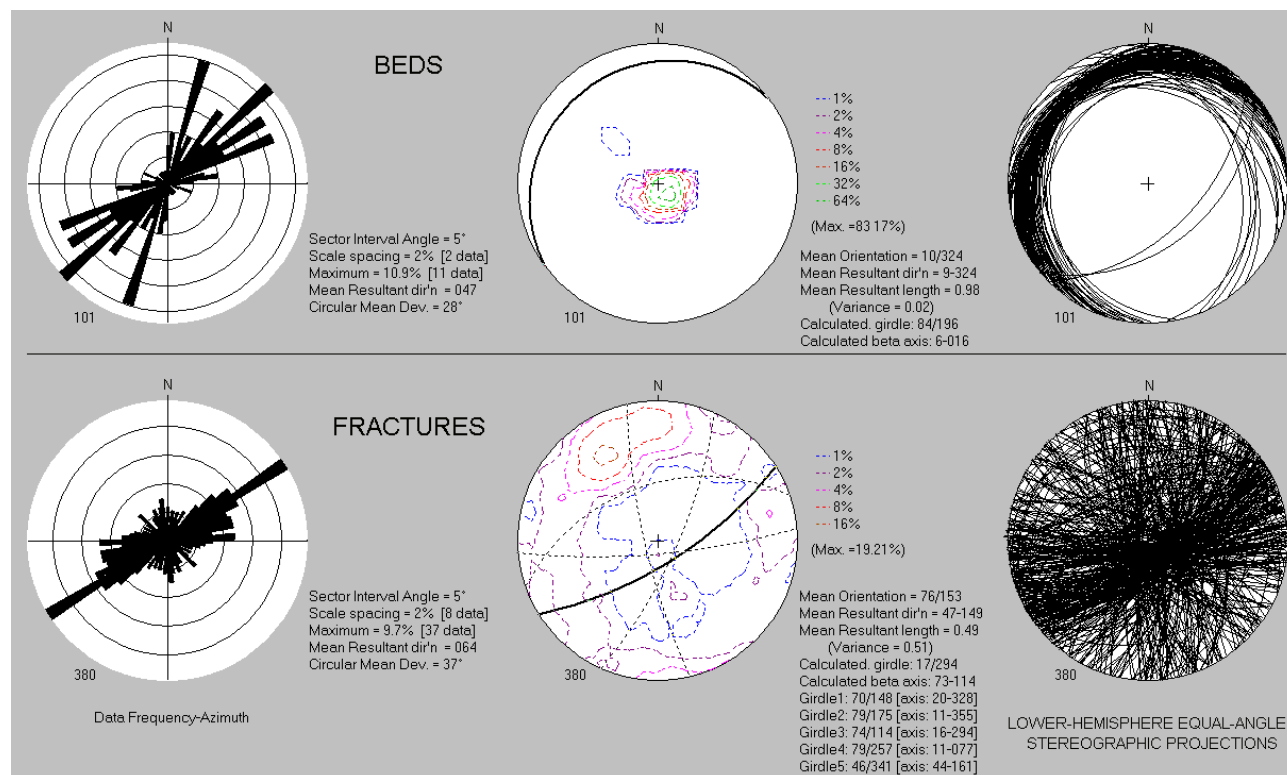 N
BEDS
Sector Interval Angle = 5°
Scale spacing = 2% [2 data]
Maximum = 10.9% [11 data]
Mean Resultant dir'n = 047
Circular Mean Dev. = 28°
101
N
1%
2%
4%
8%
16%
32%
64%
(Max. =83 17%)
Mean Orientation = 10/324
Mean Resultant dir'n = 9-324
Mean Resultant length = 0.98
(Variance = 0.02)
Calculated. girdle: 84/196
Calculated beta axis: 6-016
101
N
101
N
FRACTURES
Sector Interval Angle = 5°
Scale spacing = 2% [8 data]
Maximum = 9.7% [37 data]
Mean Resultant dir'n = 064
Circular Mean Dev. = 37°
380
Data Frequency-Azimuth
N
1%
2%
4%
8%
16%
(Max. =19.21%)
Mean Orientation = 76/153
Mean Resultant dir'n = 47-149
Mean Resultant length = 0.49
(Variance = 0.51)
Calculated. girdle: 17/294
Calculated beta axis: 73-114
Girdle1: 70/148 [axis: 20-328]
Girdle2: 79/175 [axis: 11-355]
Girdle3: 74/114 [axis: 16-294]
Girdle4: 79/257 [axis: 11-077]
Girdle5: 46/341 [axis: 44-161]
380
N
380
LOWER-HEMISPHERE EQUAL-ANGLE
STEREOGRAPHIC PROJECTIONS